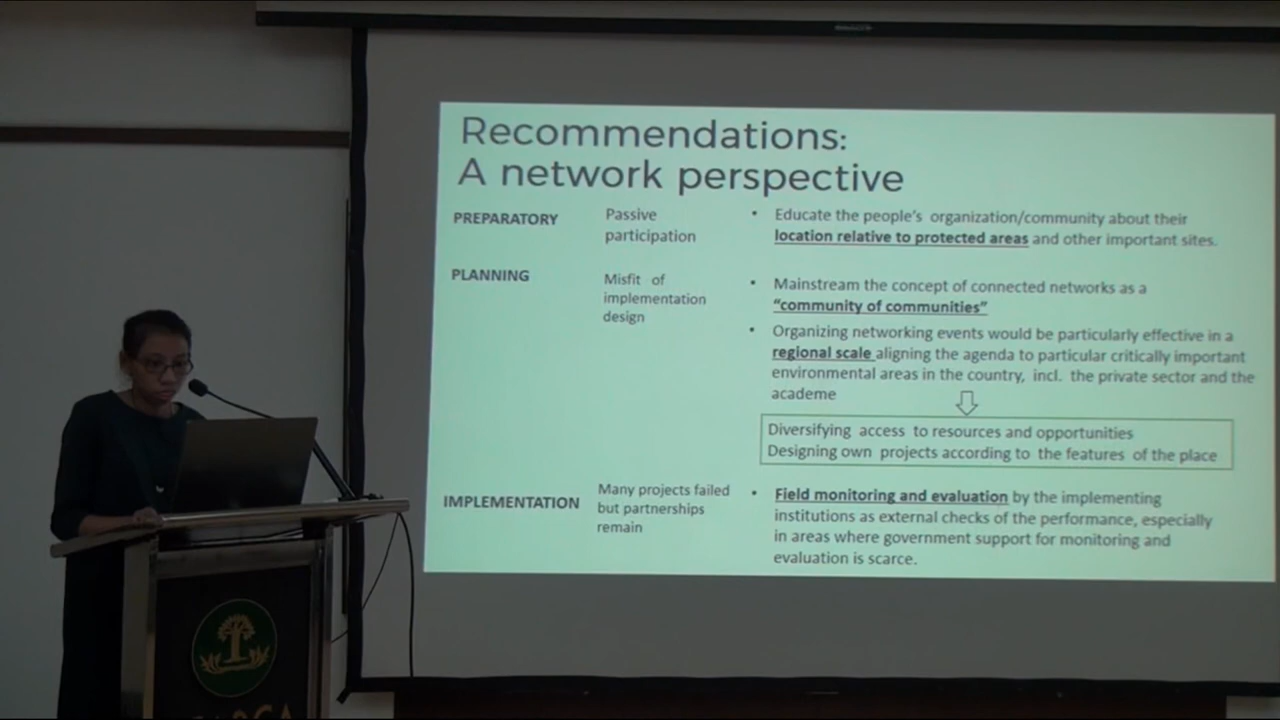 Recommendations:
A network perspective
PREPARATORY
Passive
participation
• Educate the people's organization/community about their
location relative to protected areas and other important sites.
PLANNING
Misfit of
implementation
design
• Mainstream the concept of connected networks as a
"community of communities"
• Organizing networking events would be particularly effective in a
regional scale aligning the agenda to particular critically important
environmental areas in the country, incl. the private sector and the
academe
Diversifying access to resources and opportunities
Designing own projects according to the features of the place
IMPLEMENTATION
Many projects failed
but partnerships
remain
• Field monitoring and evaluation by the implementing
institutions as external checks of the performance, especially
in areas where government support for monitoring and
evaluation is scarce.